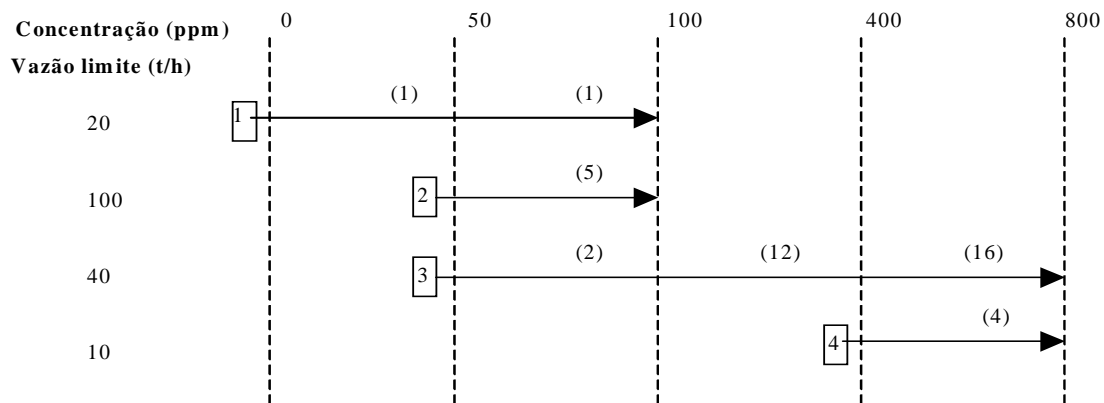 Concentração (ppm) 0 50 100 400 800
Vazão limite (t/h)
20 1 (1) (1)
100 2 (5)
40 3 (2) (12) (16)
10 4 (4)